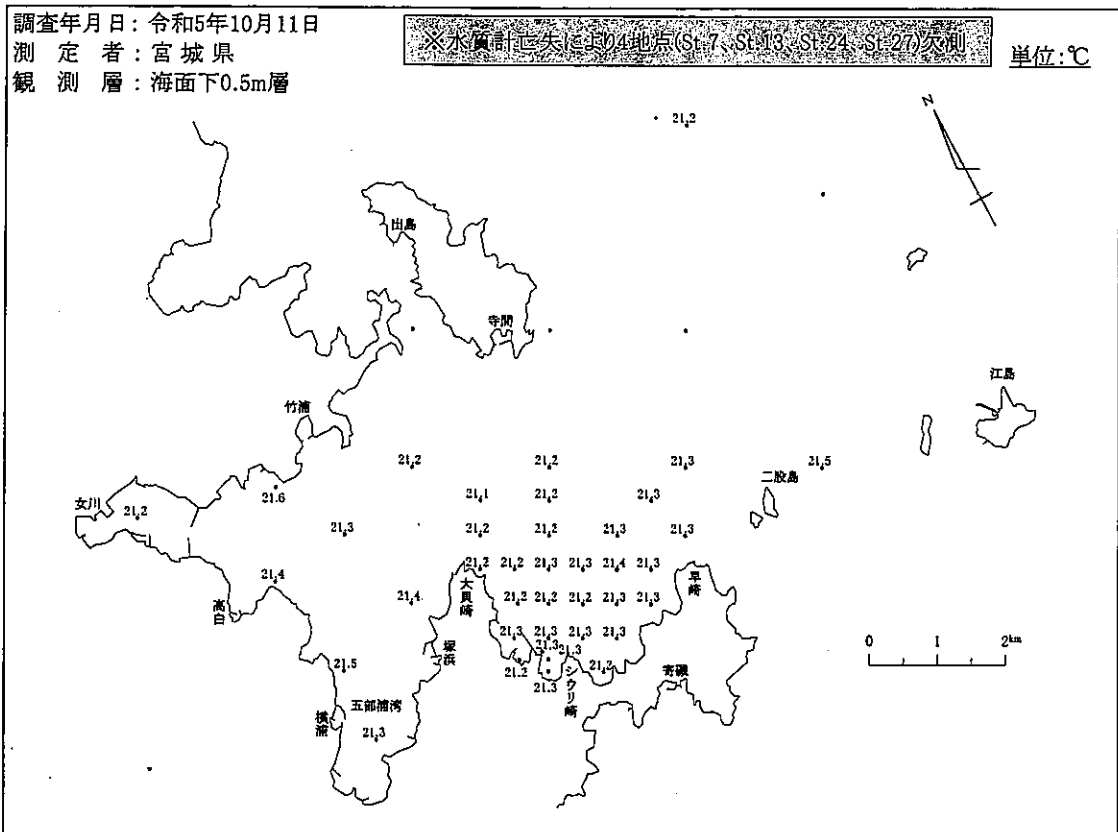 調査年月日：令和5年10月11日
測定者：宮城県
観測層：海面下0.5m層
※水質計亡失により4地点(St.7、St.13、St.24、St.27)欠測
単位：℃
21.2
N
出島
寺間
江島
竹浦
21.2 21.2 21.3 21.5
二股島
21.6 21.1 21.2 21.3
女川
21.2
21.3 21.2 21.2 21.3 21.3
21.2 21.2 21.3 21.3 21.4 21.3
21.4
大貝崎
早崎
高白
21.4 21.2 21.2 21.2 21.3 21.3
21.3 21.3 21.3 21.3
塚浜
21.3 21.3
0 1 2km
21.5 21.2 21.2
シウリ崎
寄磯
21.3
五部浦湾
横浦
21.3